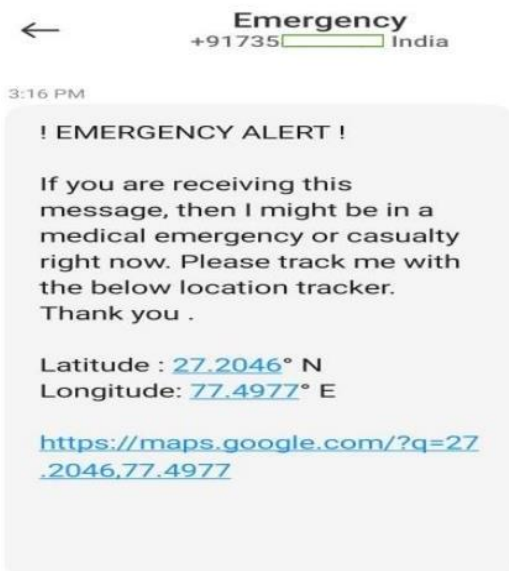 Emergency
+91735 India
3:16 PM
! EMERGENCY ALERT !
If you are receiving this
message, then I might be in a
medical emergency or casualty
right now. Please track me with
the below location tracker.
Thank you .
Latitude : 27.2046° N
Longitude: 77.4977° E
https://maps.google.com/?q=27
.2046,77.4977